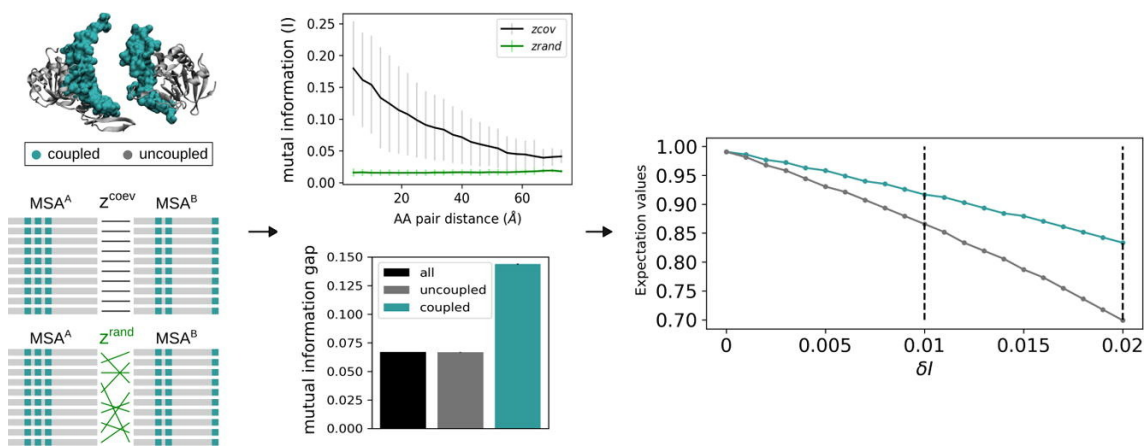 coupled uncoupled
MSA^A z^coev MSA^B
MSA^A z^rand MSA^B
mutal information (I)
0.25
0.20
0.15
0.10
0.05
0.00
zcov
zrand
20 40 60
AA pair distance (Å)
mutual information gap
0.150
0.125
0.100
0.075
0.050
0.025
0.000
all
uncoupled
coupled
Expectation values
1.00
0.95
0.90
0.85
0.80
0.75
0.70
0 0.005 0.01 0.015 0.02
δI